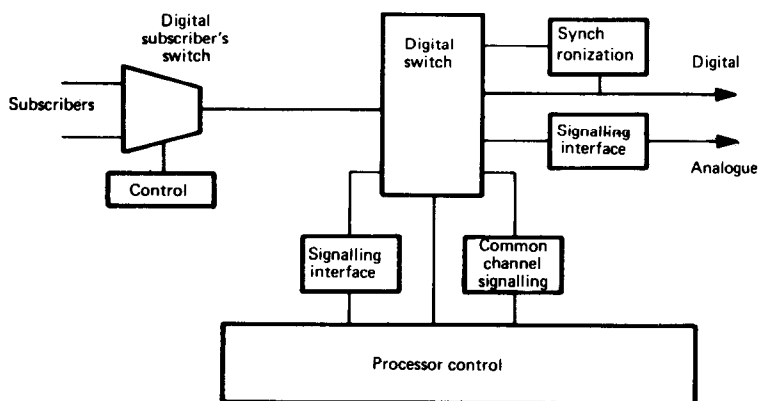 Digital
subscriber's
switch
Subscribers
Control
Digital
switch
Synch
ronization
Digital
Signalling
interface
Analogue
Signalling
interface
Common
channel
signalling
Processor control